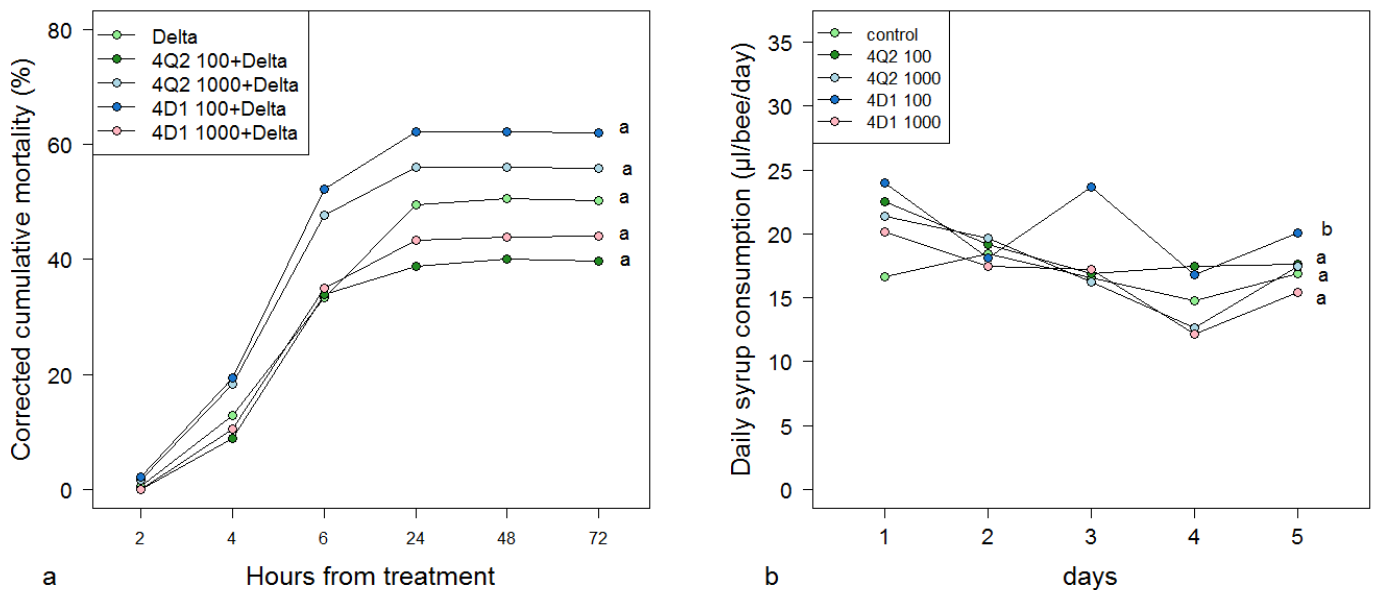 Corrected cumulative mortality (%)
80
60
40
20
0
Delta
4Q2 100+Delta
4Q2 1000+Delta
4D1 100+Delta
4D1 1000+Delta
a
a
a
a
a
2 4 6 24 48 72
Hours from treatment
a
Daily syrup consumption (µl/bee/day)
35
30
25
20
15
10
5
0
control
4Q2 100
4Q2 1000
4D1 100
4D1 1000
b
a
a
a
1 2 3 4 5
days
b